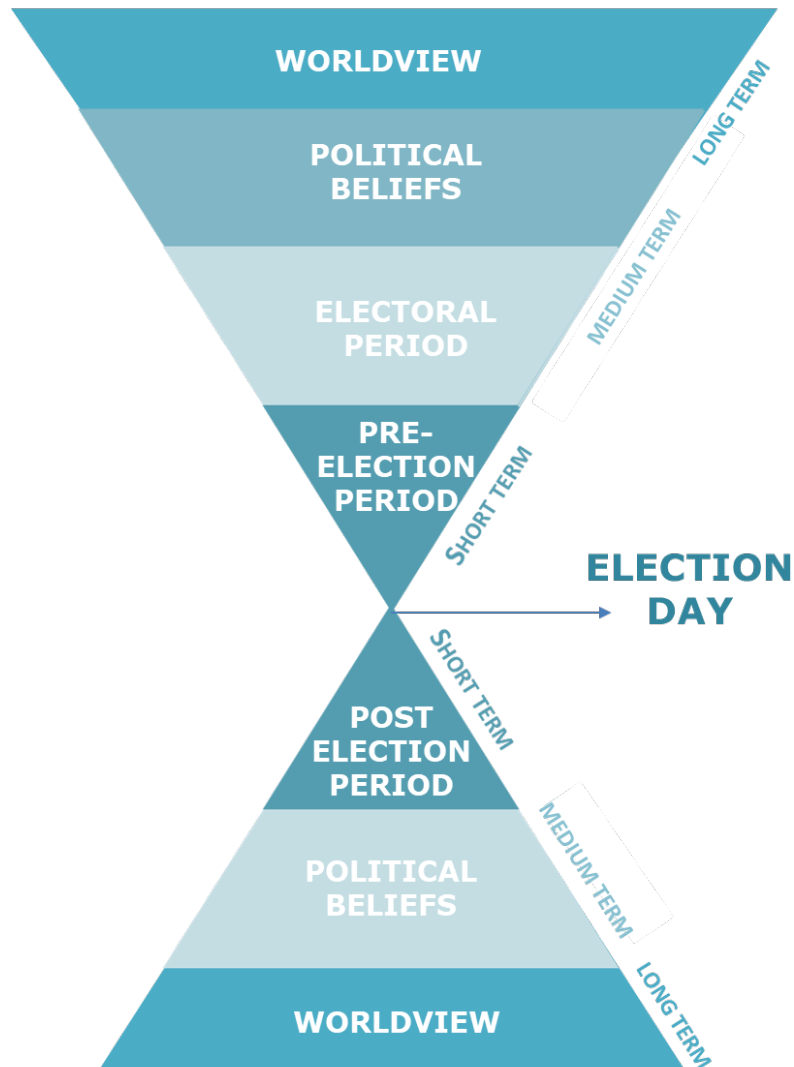 WORLDVIEW
LONG TERM
POLITICAL
BELIEFS
MEDIUM TERM
ELECTORAL
PERIOD
PRE-
ELECTION
PERIOD
SHORT TERM
ELECTION
DAY
SHORT TERM
POST
ELECTION
PERIOD
MEDIUM-TERM
POLITICAL
BELIEFS
LONG TERM
WORLDVIEW